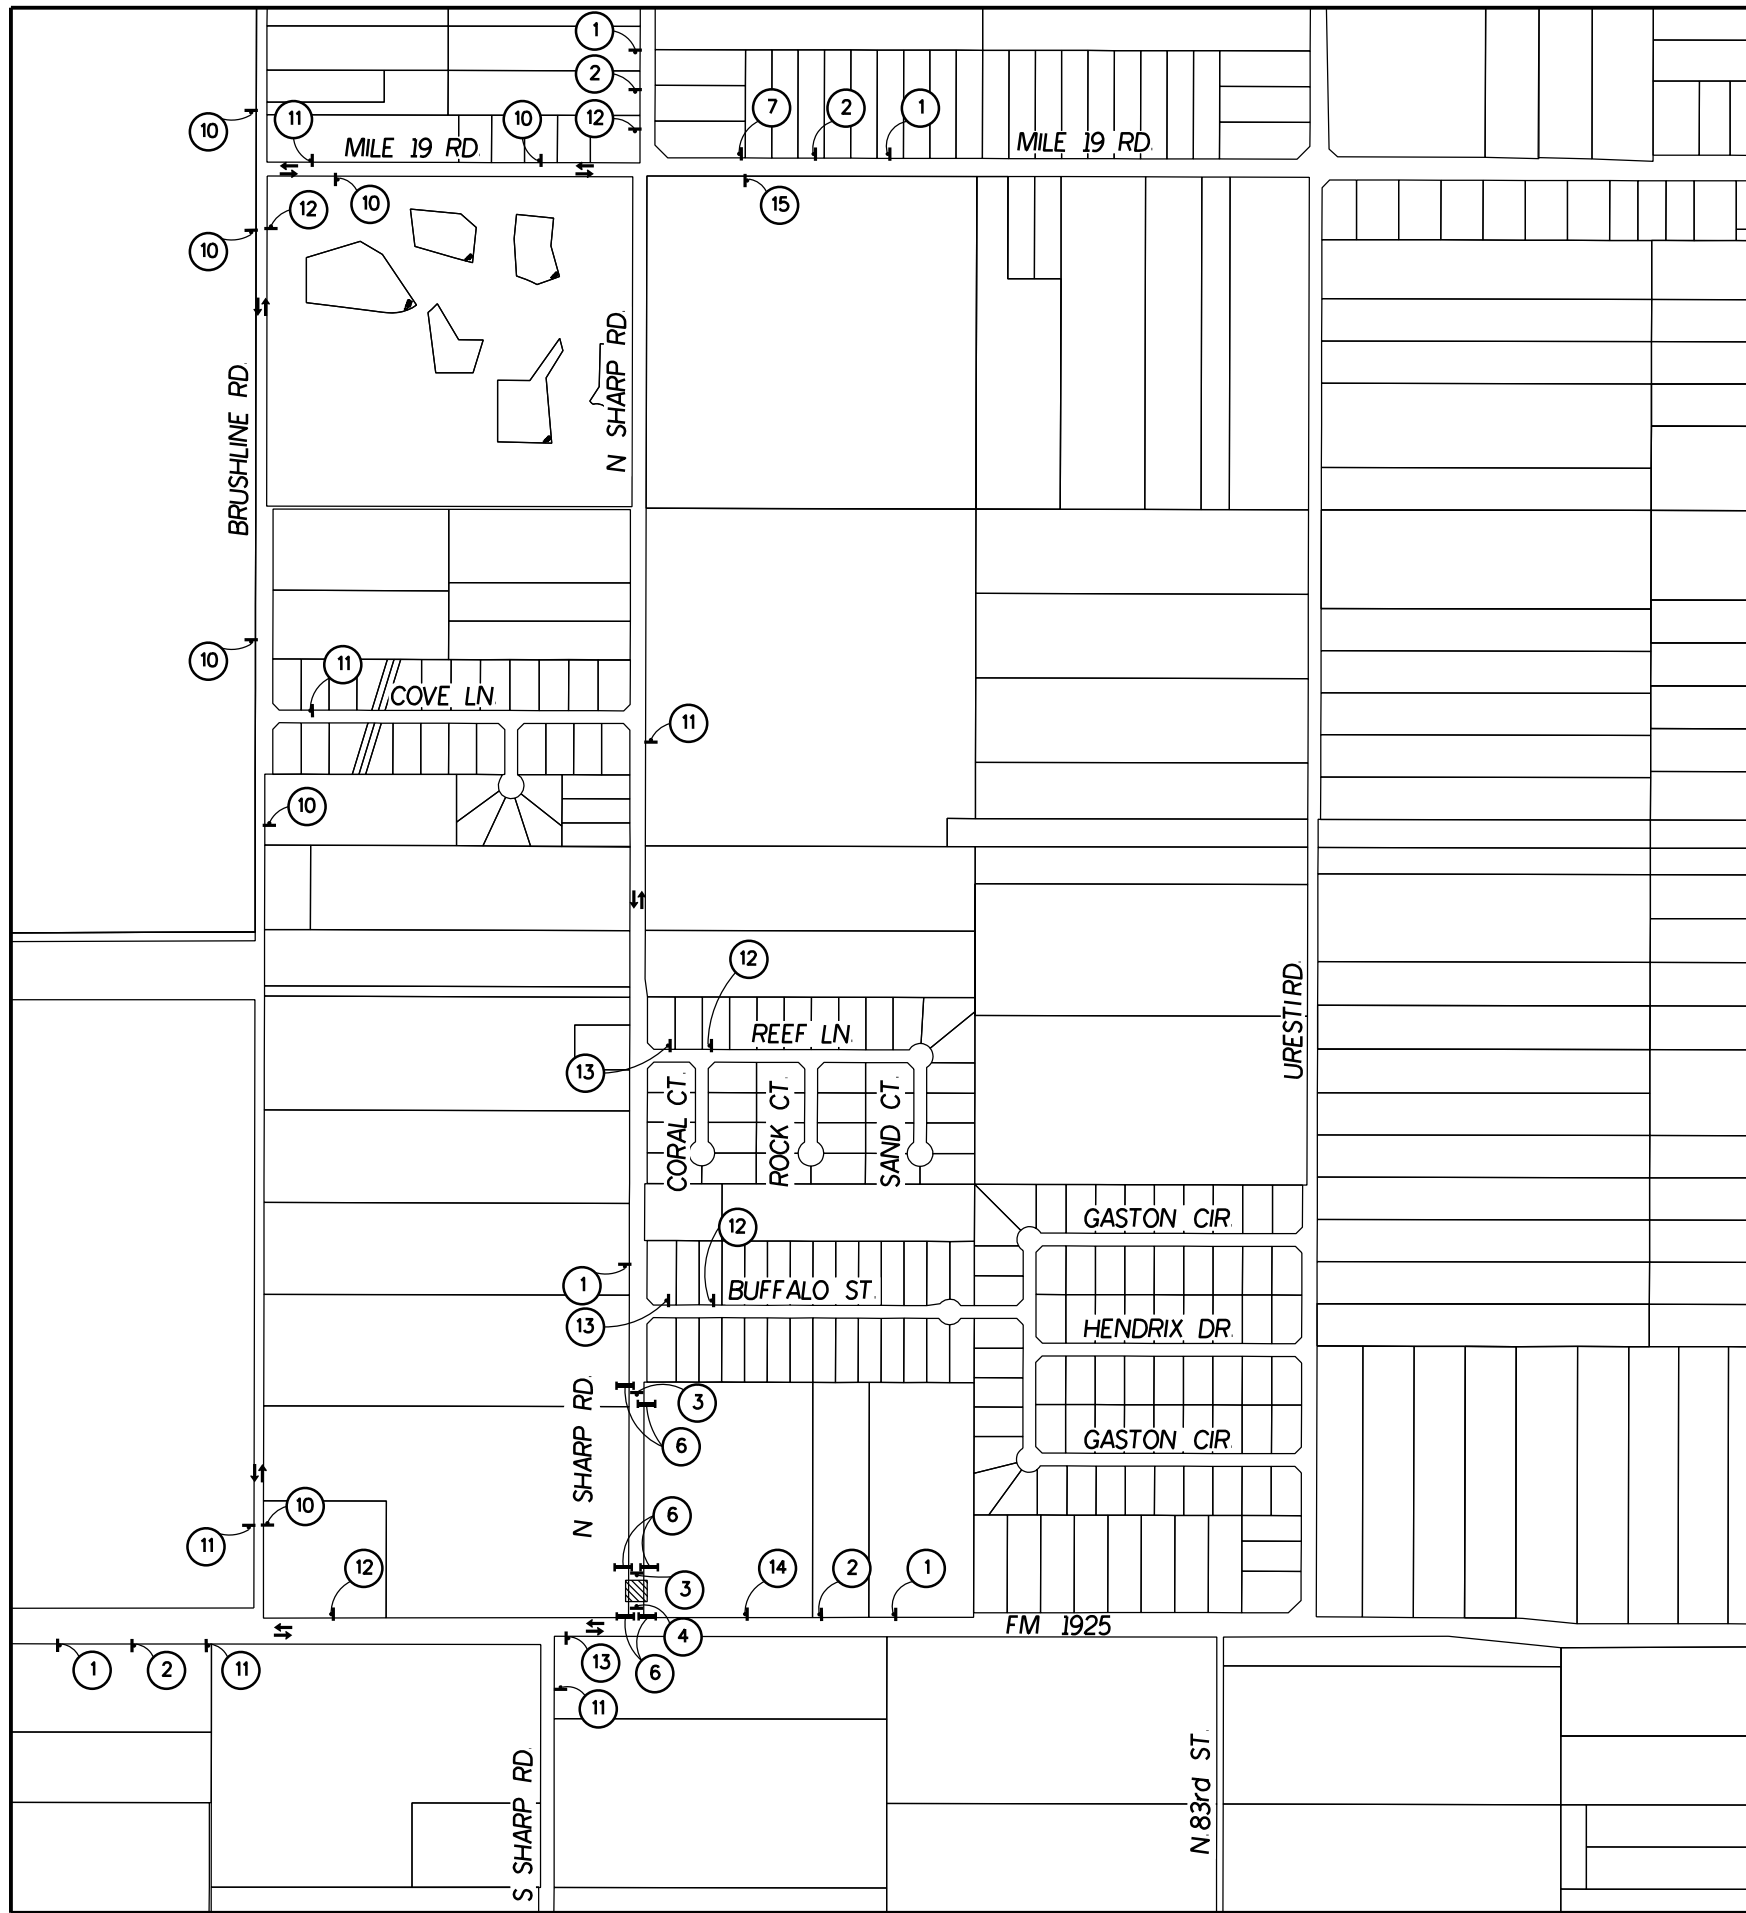 1
2
7
2
1
10
11
10
12
MILE 19 RD.
MILE 19 RD.
12
10
15
10
N SHARP RD.
BRUSHLINE RD.
10
11
COVE LN.
11
10
12
REEF LN.
URESTI RD.
13
CORAL CT.
ROCK CT.
SAND CT.
GASTON CIR.
12
1
BUFFALO ST.
13
HENDRIX DR.
3
N SHARP RD.
6
GASTON CIR.
10
6
11
12
14
2
1
3
FM 1925
4
1
2
11
13
6
11
S SHARP RD.
N.83rd ST.